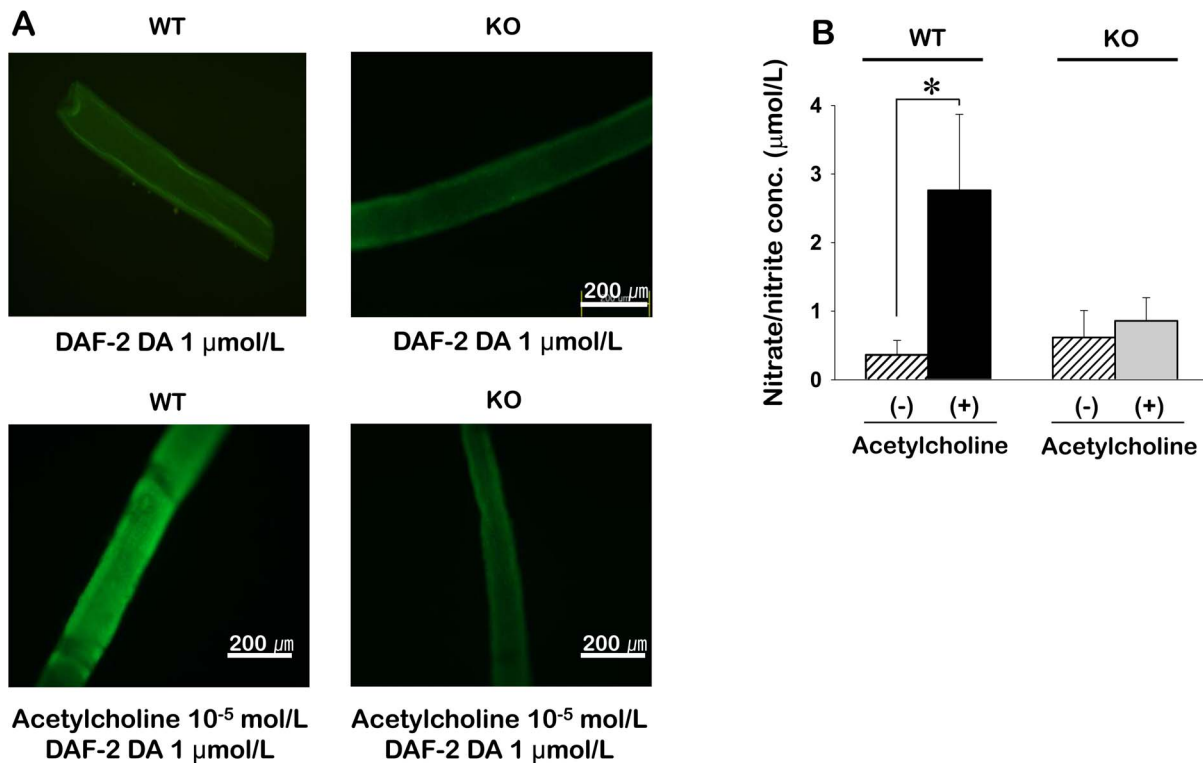 A
WT
KO
200 μm
DAF-2 DA 1 μmol/L
DAF-2 DA 1 μmol/L
WT
KO
200 μm
200 μm
Acetylcholine 10⁻⁵ mol/L
DAF-2 DA 1 μmol/L
Acetylcholine 10⁻⁵ mol/L
DAF-2 DA 1 μmol/L
B
WT
KO
Nitrate/nitrite conc. (μmol/L)
4
3
2
1
0
*
(-) (+)
(-) (+)
Acetylcholine
Acetylcholine